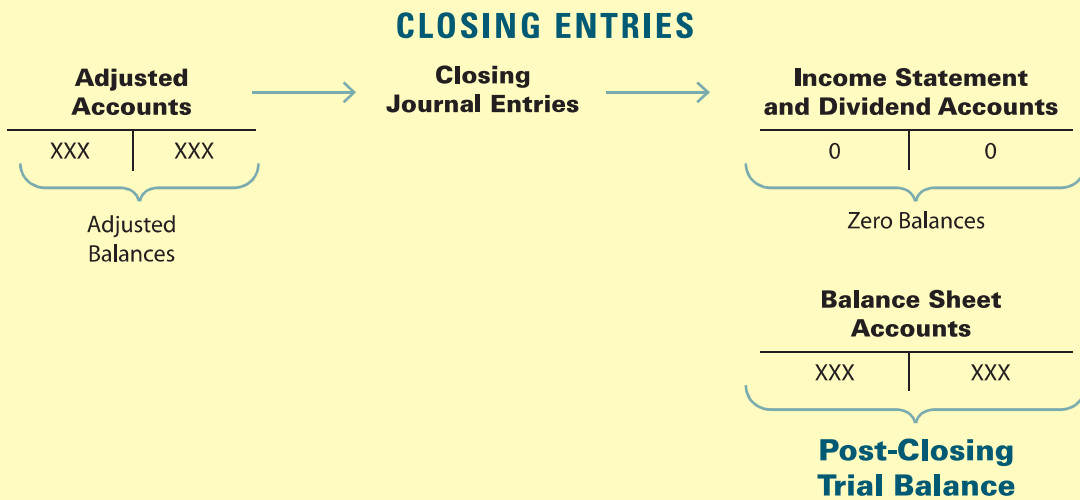 CLOSING ENTRIES
Adjusted
Accounts
XXX XXX
Adjusted
Balances
Closing
Journal Entries
Income Statement
and Dividend Accounts
0 0
Zero Balances
Balance Sheet
Accounts
XXX XXX
Post-Closing
Trial Balance